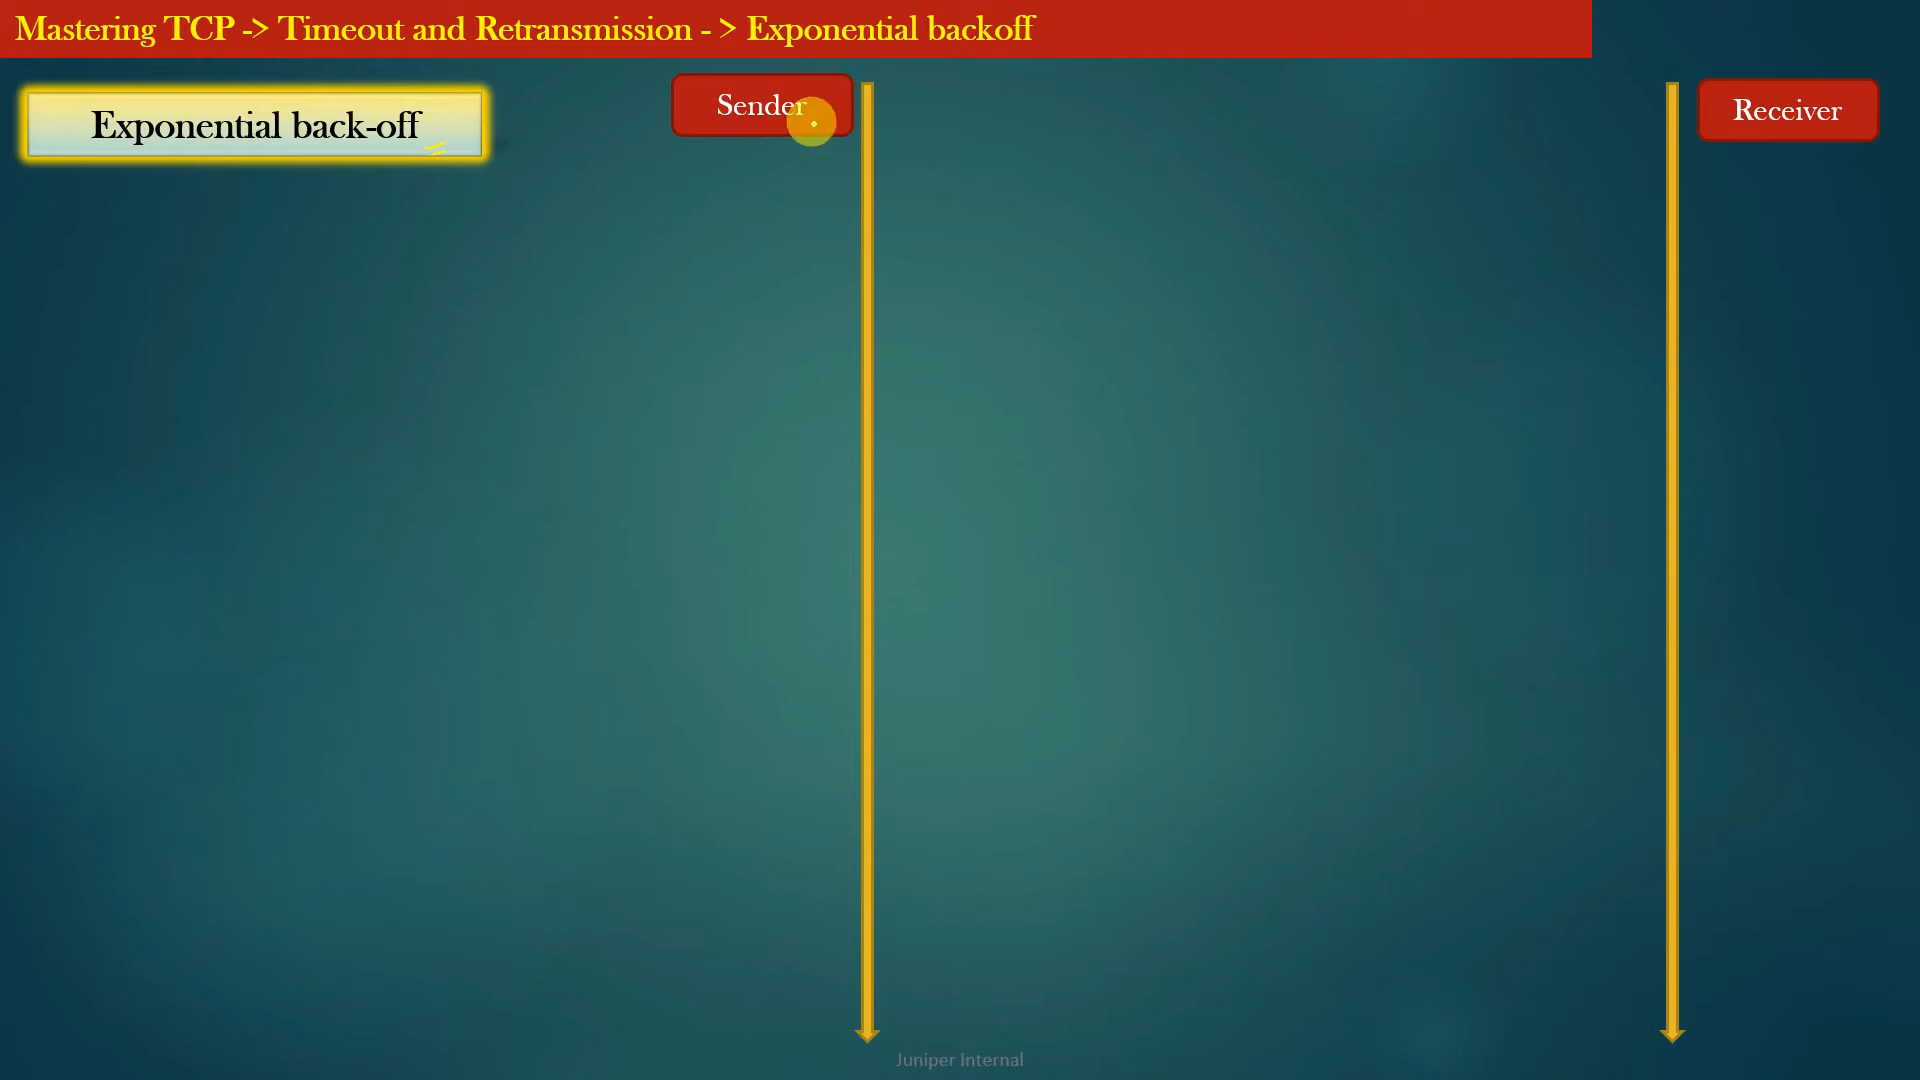 Mastering TCP -> Timeout and Retransmission - > Exponential backoff
Exponential back-off
Sender
Receiver
Juniper Internal